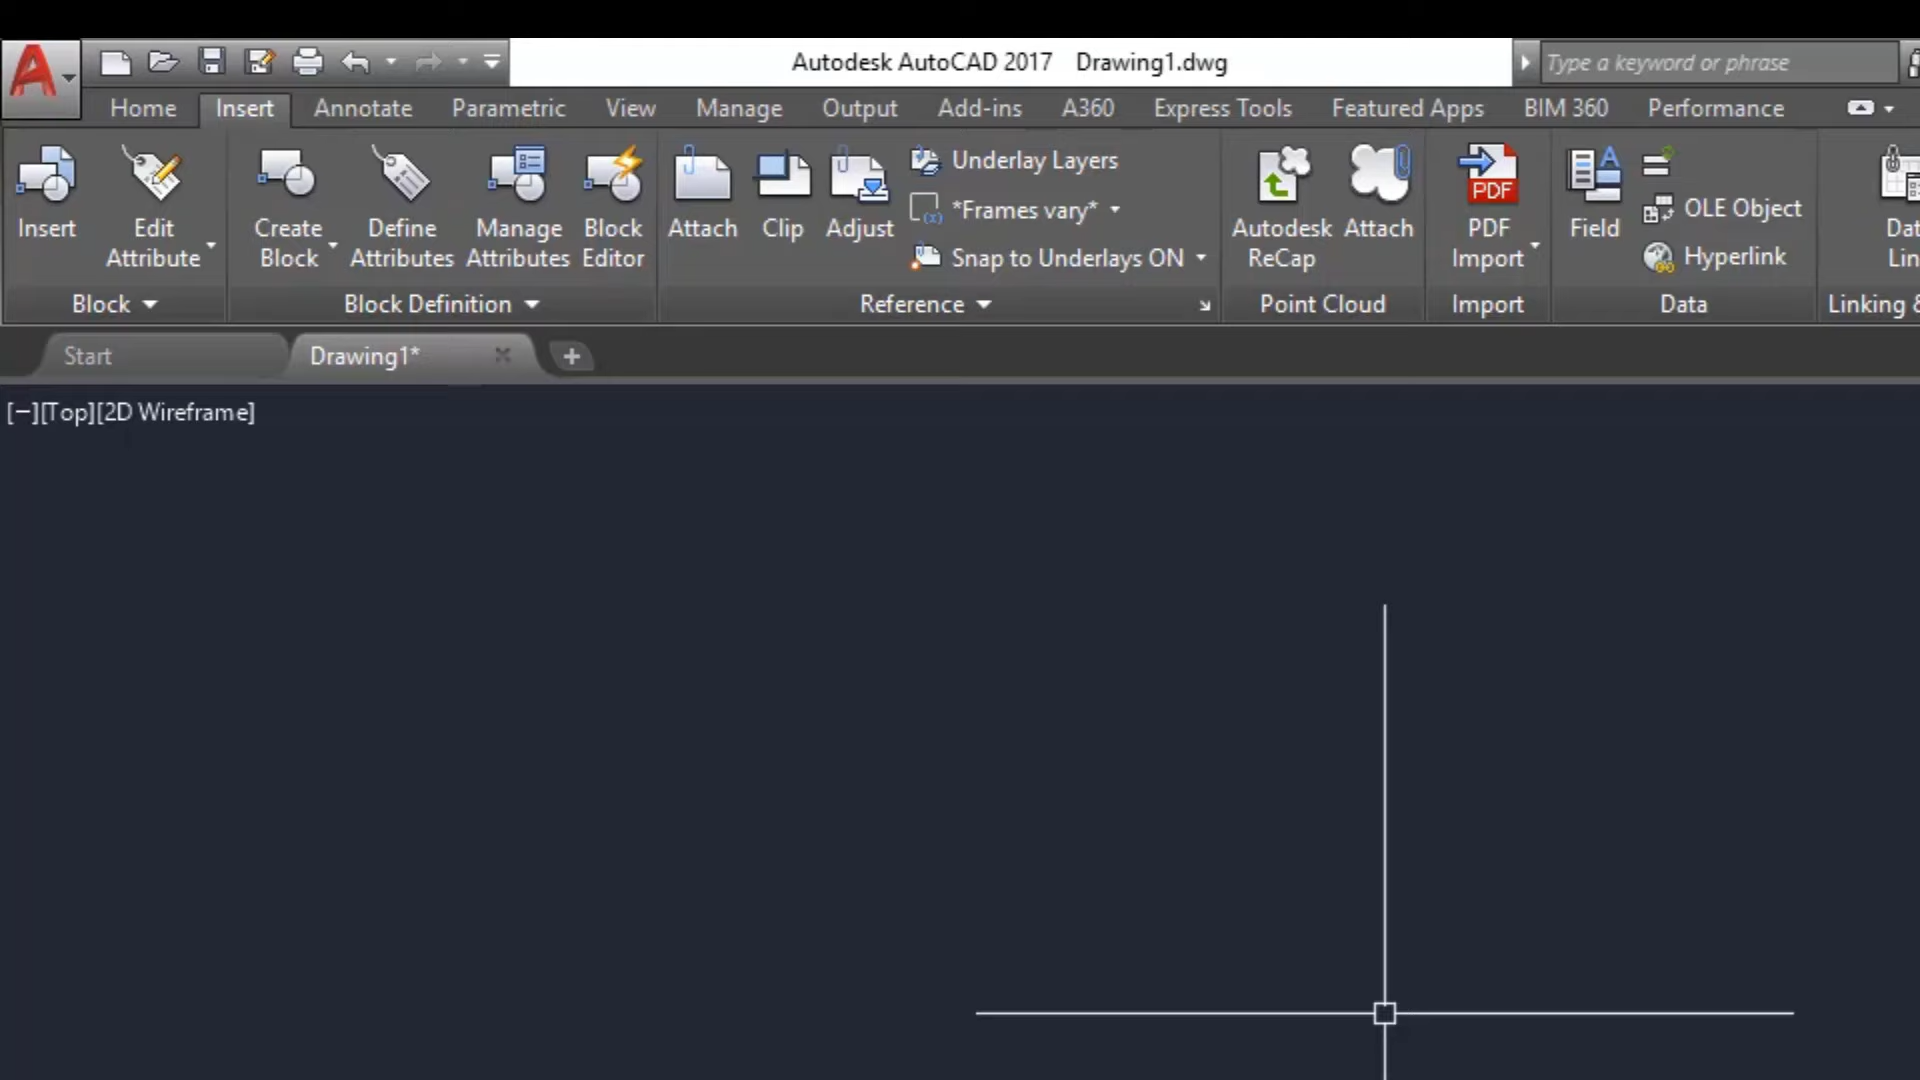 Autodesk AutoCAD 2017 Drawing1.dwg
Type a keyword or phrase
Home Insert Annotate Parametric View Manage Output Add-ins A360 Express Tools Featured Apps BIM 360 Performance
Insert
Edit Attribute
Create Block
Define Attributes
Manage Attributes
Block Editor
Attach
Clip
Adjust
Underlay Layers
*Frames vary*
Snap to Underlays ON
Autodesk ReCap
Attach
PDF
PDF Import
Field
OLE Object
Hyperlink
Block
Block Definition
Reference
Point Cloud
Import
Data
Linking &
Start
Drawing1*
[−][Top][2D Wireframe]